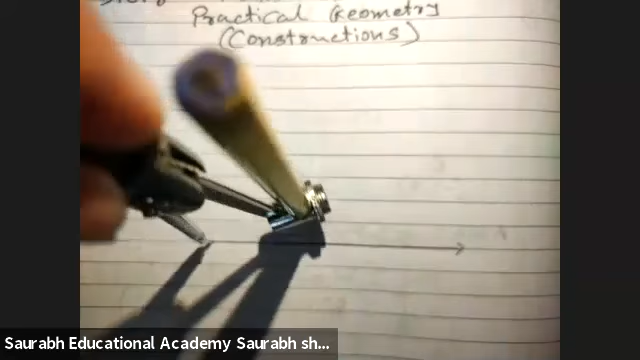 Practical Geometry
(Constructions)
Saurabh Educational Academy Saurabh sh...